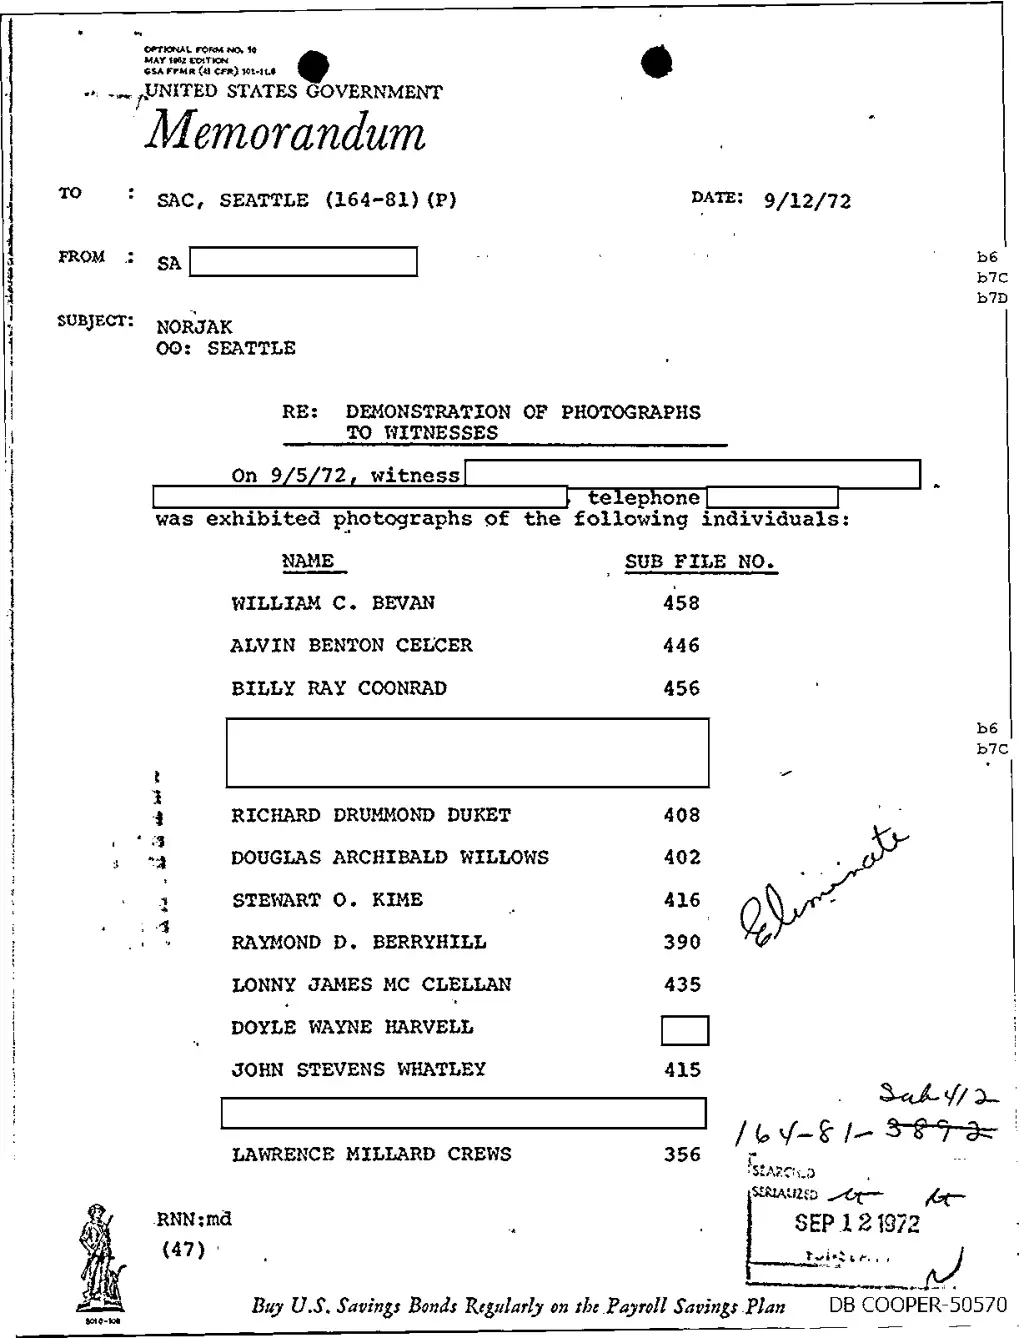 OPTIONAL FORM NO. 10
MAY 1962 EDITION
GSA FPMR (41 CFR) 101-11.6
UNITED STATES GOVERNMENT
Memorandum
TO : SAC, SEATTLE (164-81)(P) DATE: 9/12/72
FROM : SA
b6
b7C
b7D
SUBJECT: NORJAK
OO: SEATTLE
RE: DEMONSTRATION OF PHOTOGRAPHS
TO WITNESSES
On 9/5/72, witness
, telephone
was exhibited photographs of the following individuals:
NAME SUB FILE NO.
WILLIAM C. BEVAN 458
ALVIN BENTON CELCER 446
BILLY RAY COONRAD 456
b6
b7C
RICHARD DRUMMOND DUKET 408
DOUGLAS ARCHIBALD WILLOWS 402
STEWART O. KIME 416
Eliminate
RAYMOND D. BERRYHILL 390
LONNY JAMES MC CLELLAN 435
DOYLE WAYNE HARVELL
JOHN STEVENS WHATLEY 415
Sub 412
164-81-3892
LAWRENCE MILLARD CREWS 356
SEARCHED
SERIALIZED
RNN:md
SEP 12 1972
(47)
5010-108
Buy U.S. Savings Bonds Regularly on the Payroll Savings Plan
DB COOPER-50570